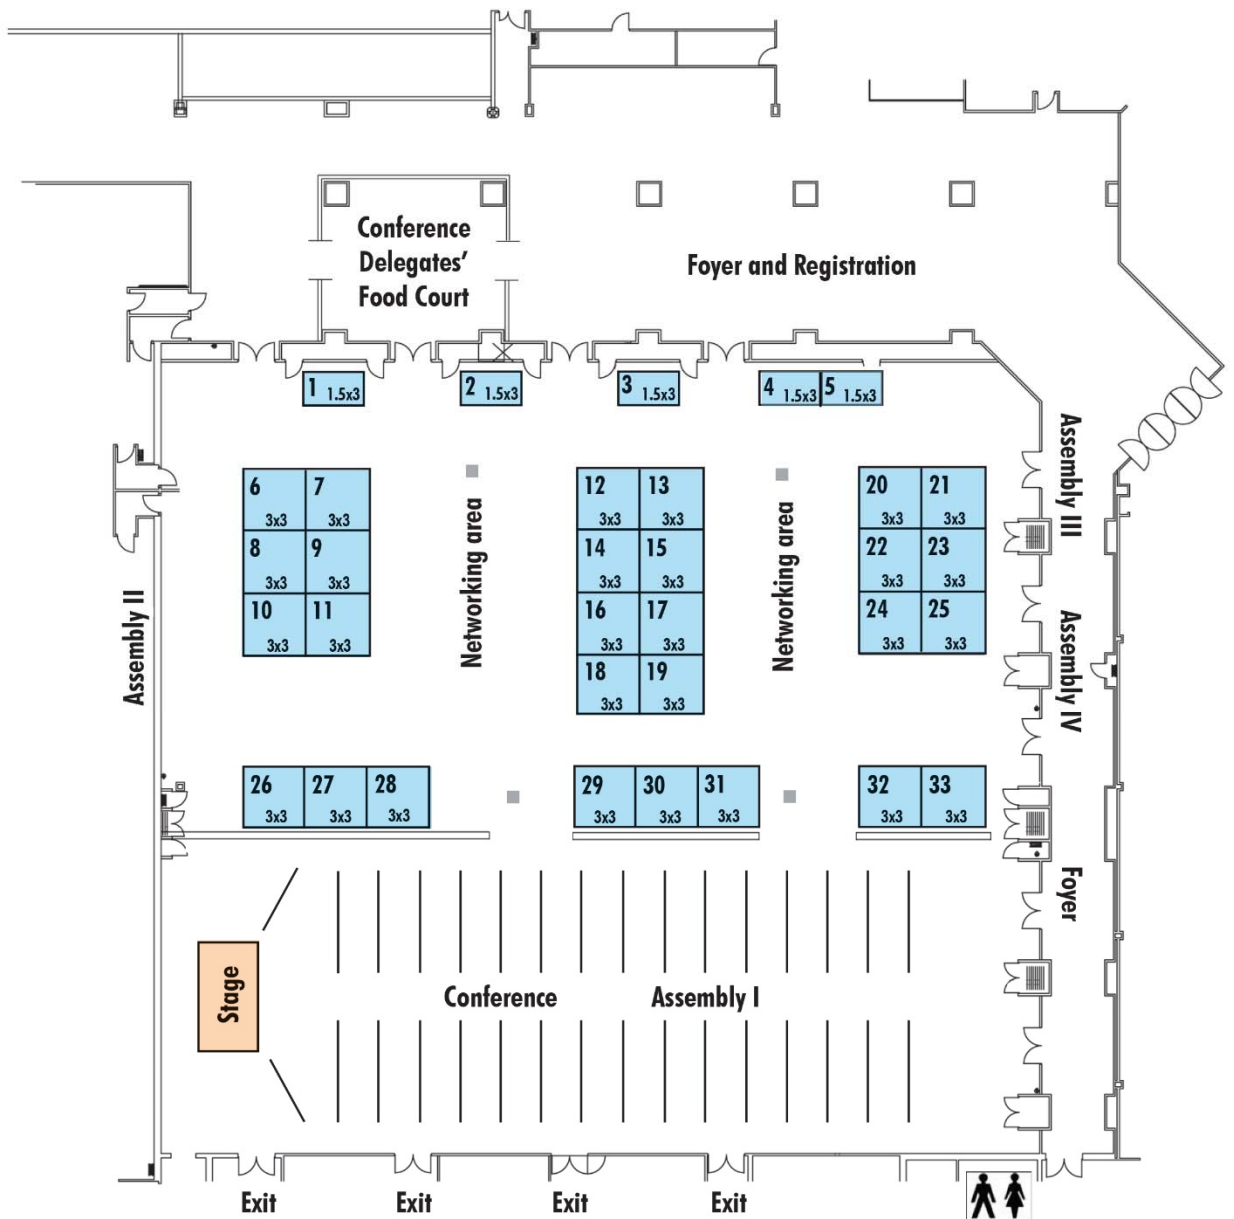 Conference
Delegates'
Food Court
Foyer and Registration
1 1.5x3
2 1.5x3
3 1.5x3
4 1.5x3
5 1.5x3
Assembly III
6
7
3x3
3x3
8
9
3x3
3x3
10
11
3x3
3x3
Networking area
12
13
3x3
3x3
14
15
3x3
3x3
16
17
3x3
3x3
18
19
3x3
3x3
Networking area
20
21
3x3
3x3
22
23
3x3
3x3
24
25
3x3
3x3
Assembly II
Assembly IV
26
27
28
3x3
3x3
3x3
29
30
31
3x3
3x3
3x3
32
33
3x3
3x3
Foyer
Stage
Conference
Assembly I
Exit
Exit
Exit
Exit